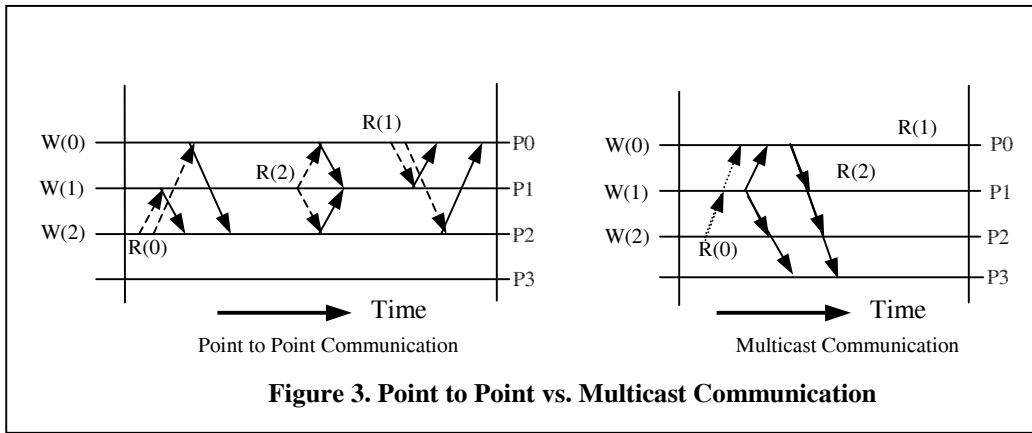 R(1)
W(0)
P0
R(2)
W(1)
P1
W(2)
P2
R(0)
P3
Time
Point to Point Communication
R(1)
W(0)
P0
R(2)
W(1)
P1
W(2)
P2
R(0)
P3
Time
Multicast Communication
Figure 3. Point to Point vs. Multicast Communication